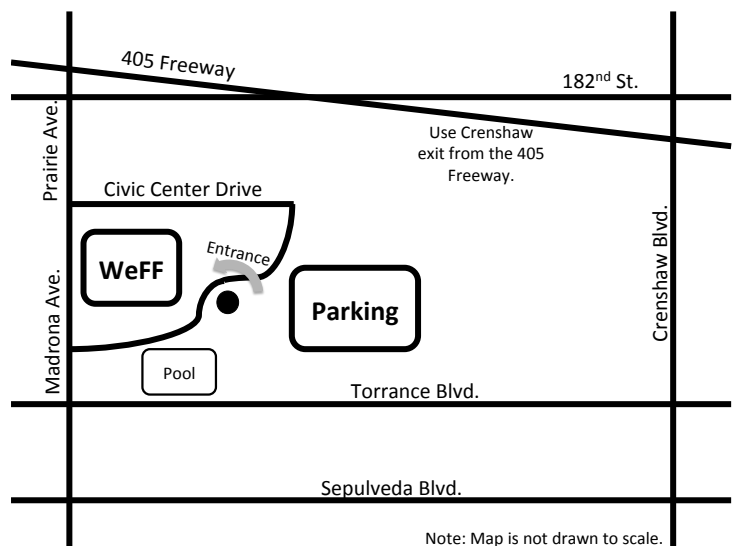 405 Freeway
182nd St.
Prairie Ave.
Use Crenshaw
exit from the 405
Freeway.
Civic Center Drive
Entrance
WeFF
Crenshaw Blvd.
Parking
Madrona Ave.
Pool
Torrance Blvd.
Sepulveda Blvd.
Note: Map is not drawn to scale.